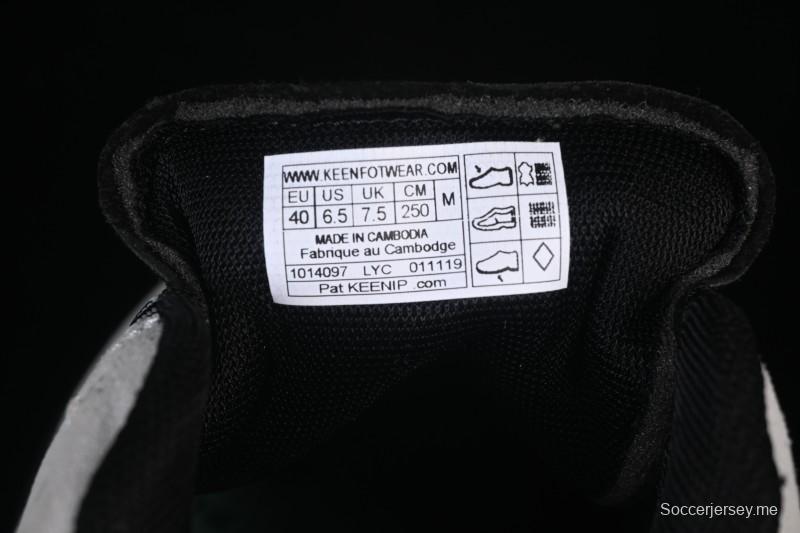 WWW.KEENFOTWEAR.COM
EU US UK CM M
40 6.5 7.5 250
MADE IN CAMBODIA
Fabrique au Cambodge
1014097 LYC 011119
Pat KEENIP .com
Soccerjersey.me